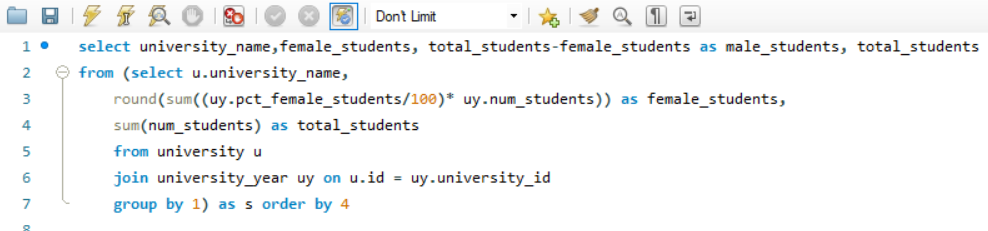 Don't Limit
1 select university_name,female_students, total_students-female_students as male_students, total_students
2 from (select u.university_name,
3 round(sum((uy.pct_female_students/100)* uy.num_students)) as female_students,
4 sum(num_students) as total_students
5 from university u
6 join university_year uy on u.id = uy.university_id
7 group by 1) as s order by 4
8